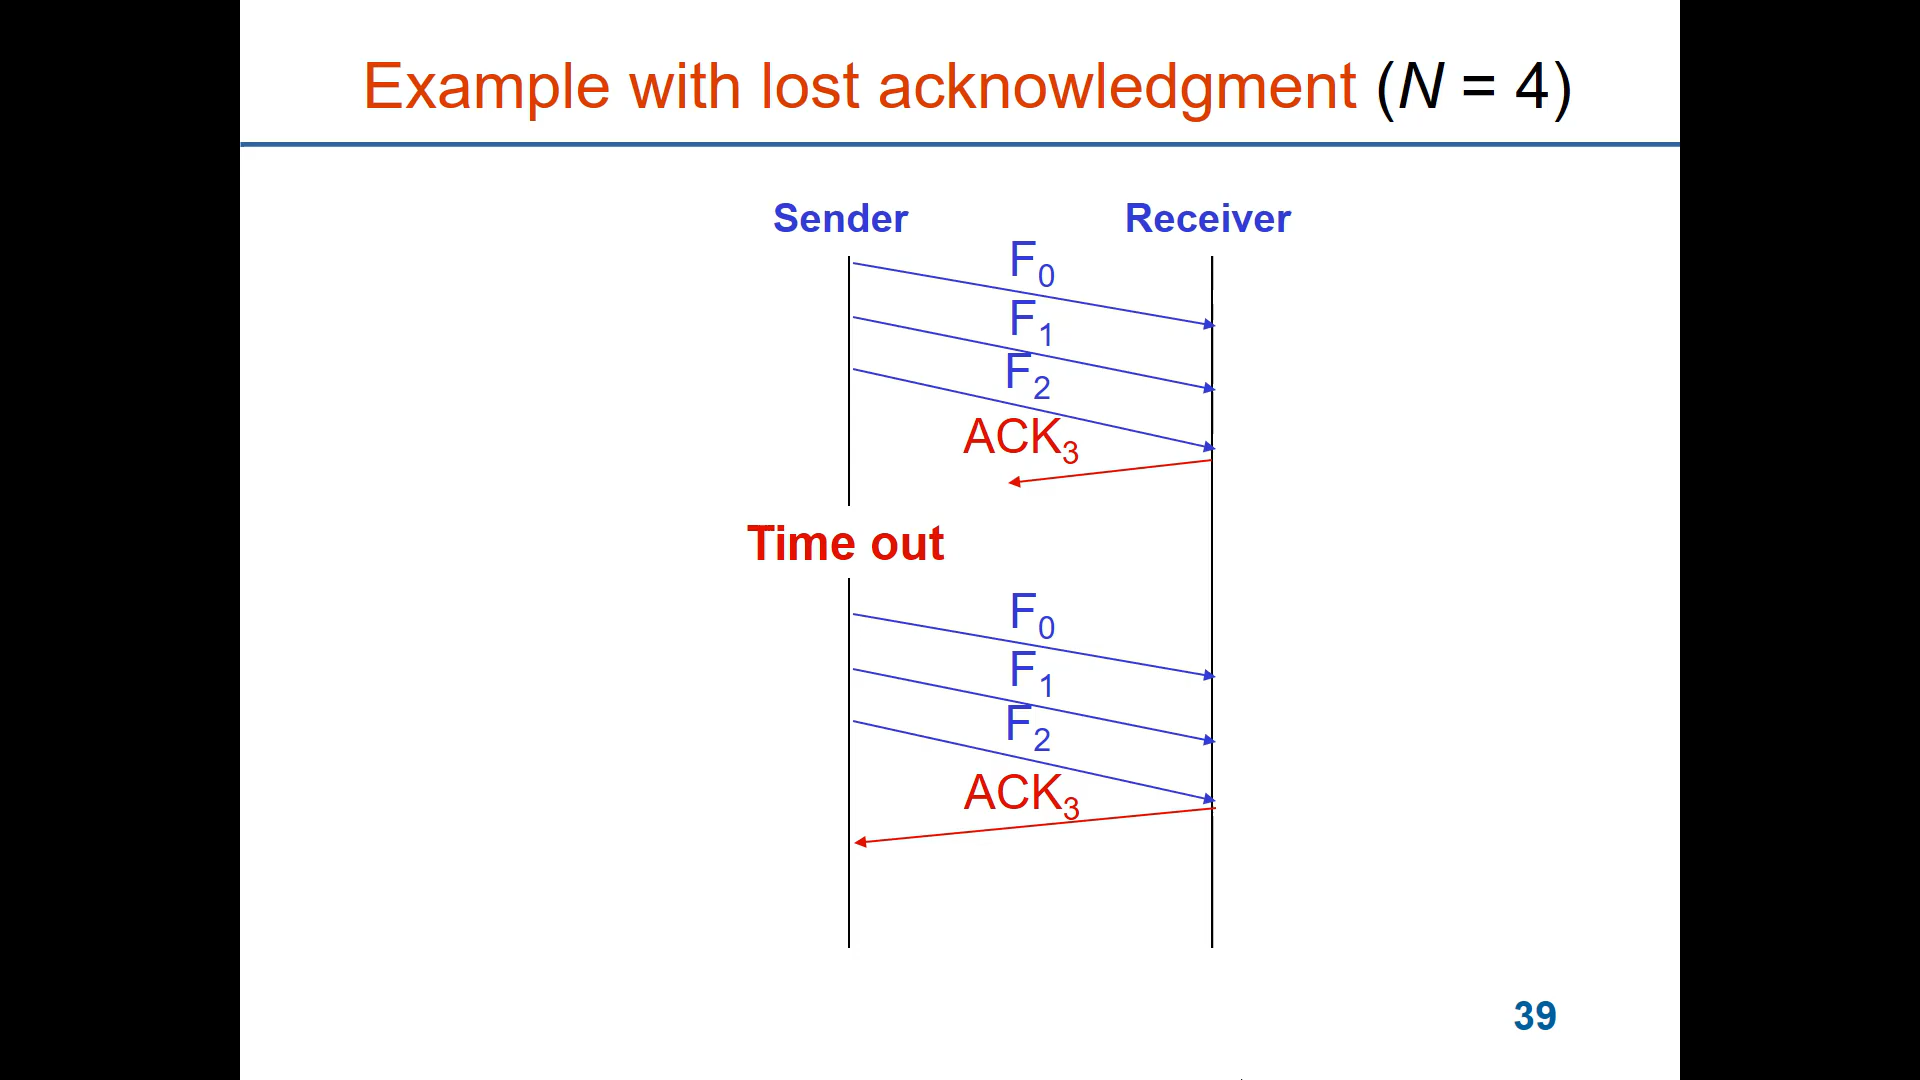 Example with lost acknowledgment (N = 4)
Sender Receiver
F0
F1
F2
ACK3
Time out
F0
F1
F2
ACK3
39